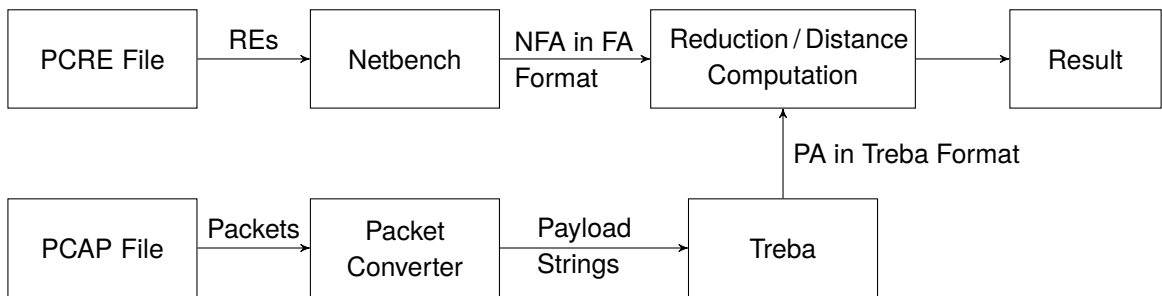 PCRE File
REs
Netbench
NFA in FA
Format
Reduction / Distance
Computation
Result
PA in Treba Format
PCAP File
Packets
Packet
Converter
Payload
Strings
Treba